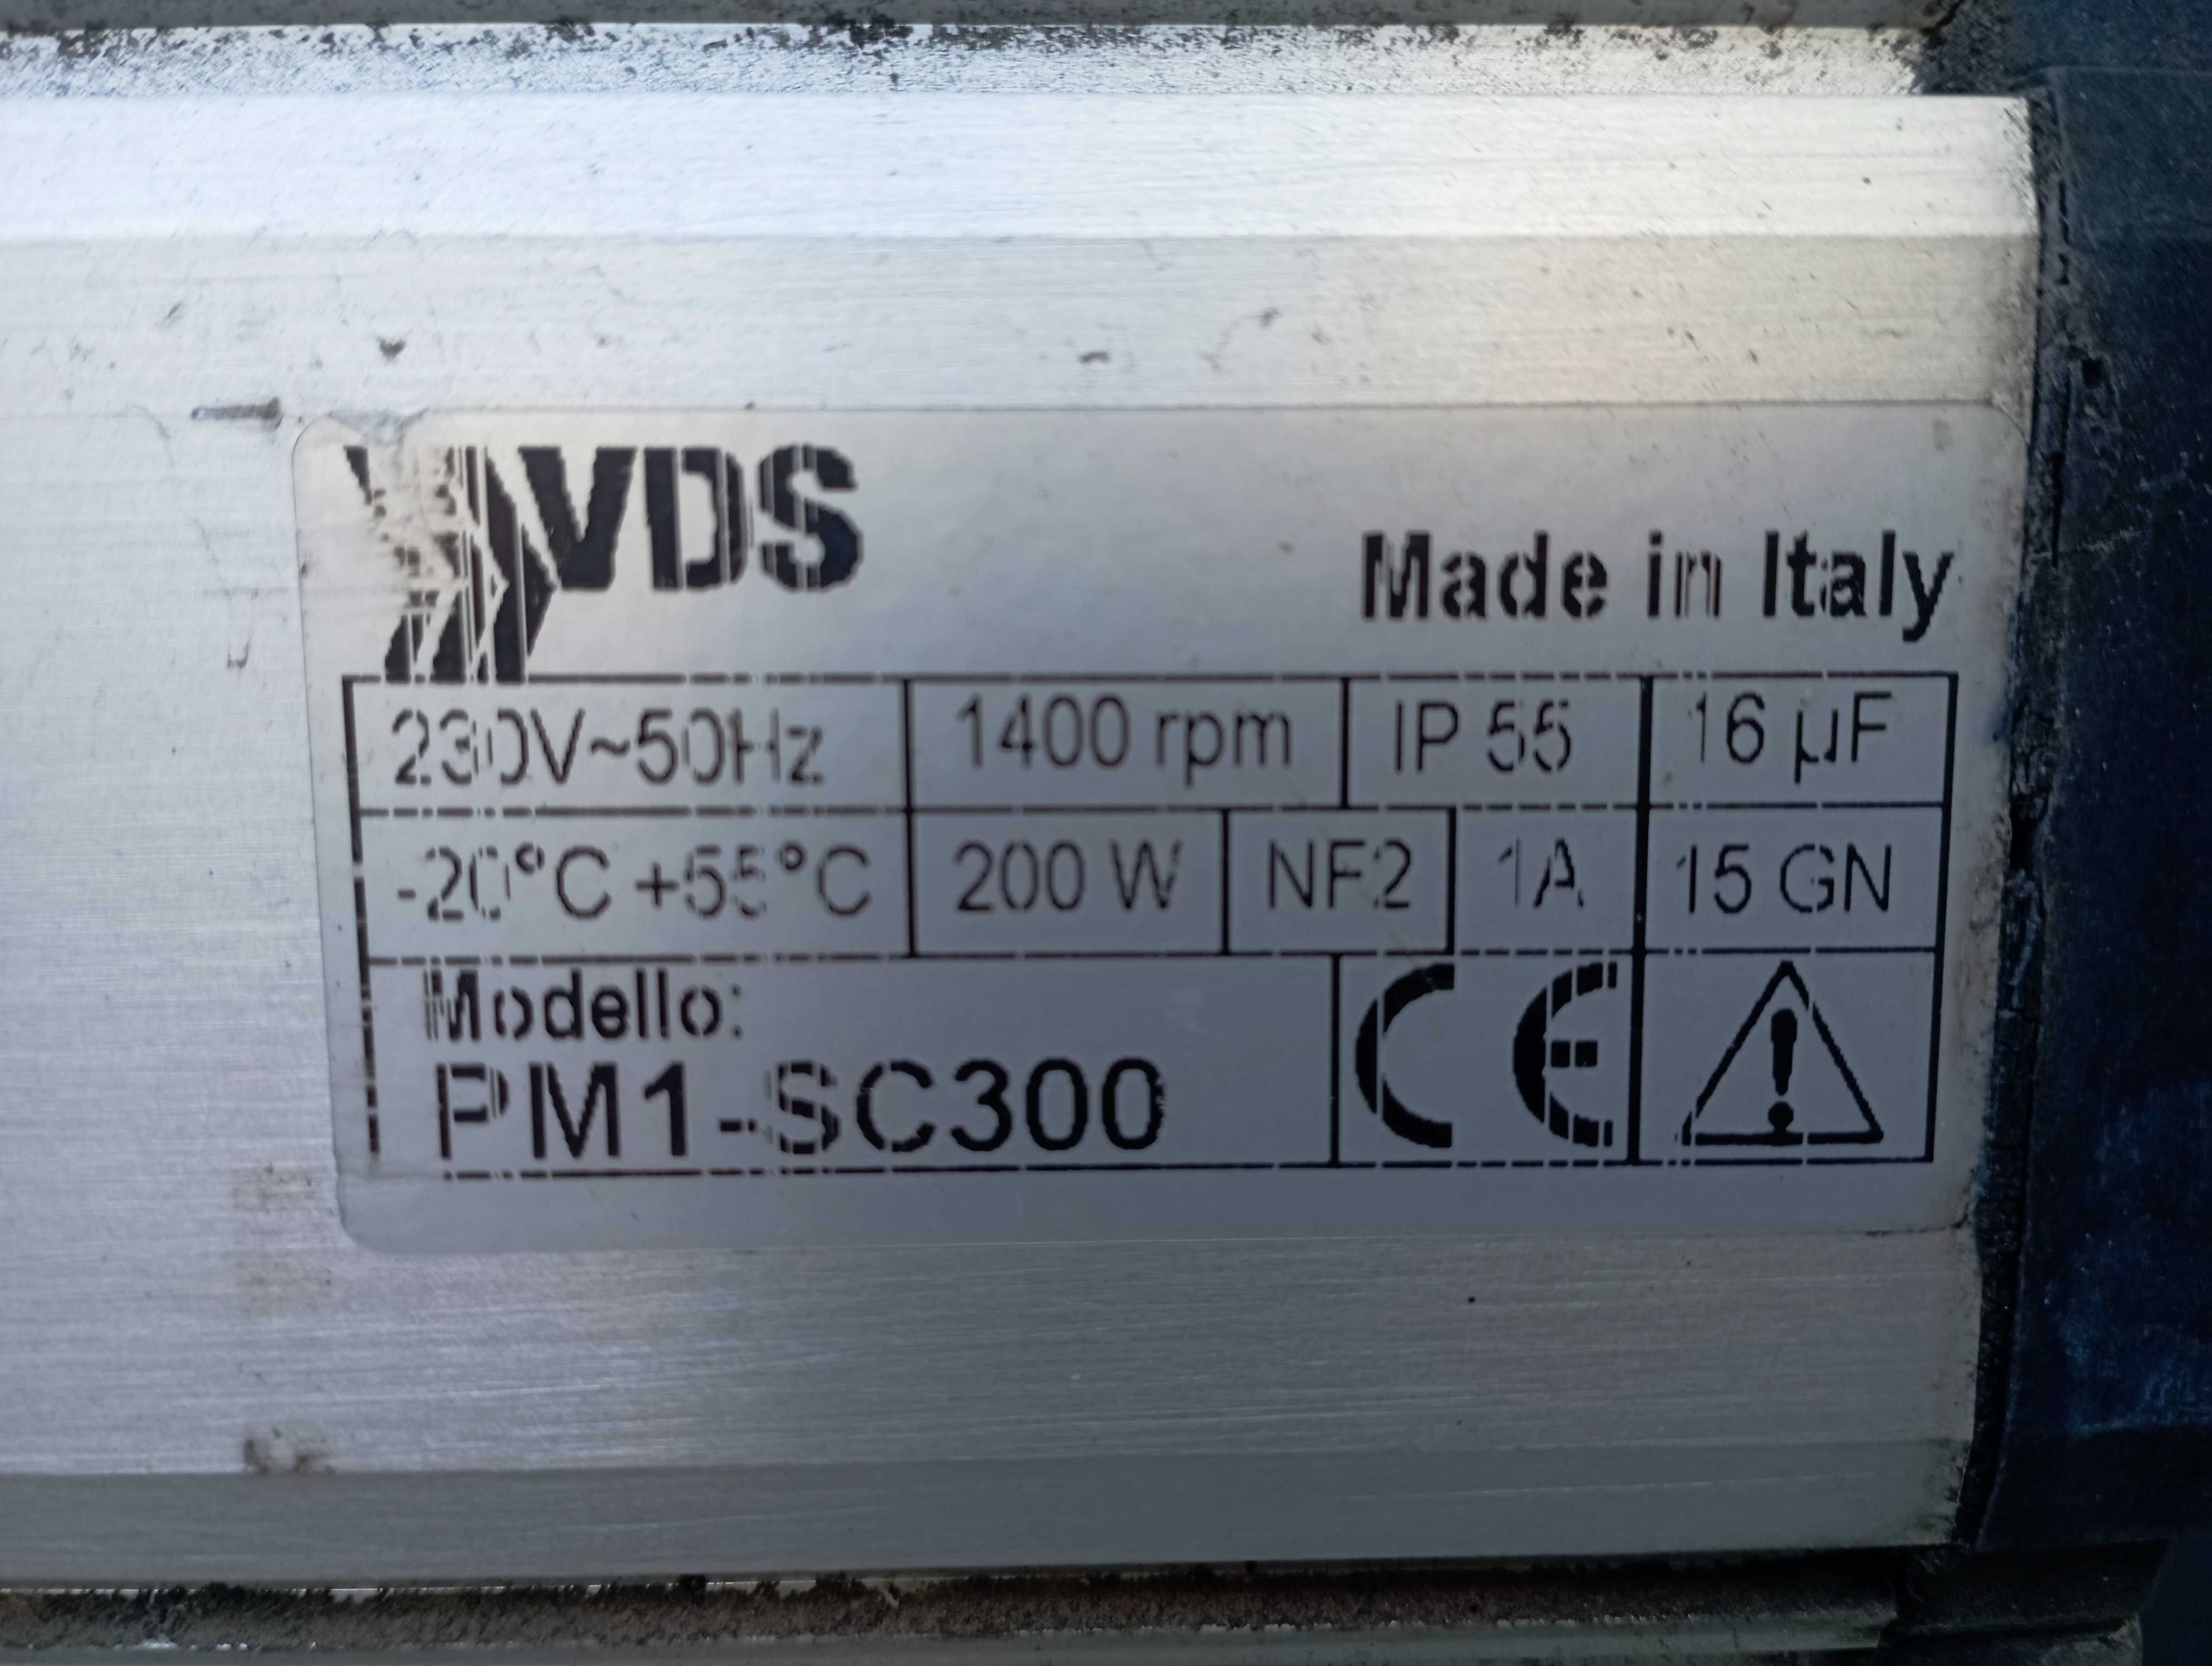 VDS
Made in Italy
230V~50Hz 1400 rpm IP 55 16 µF
-20°C +55°C 200 W NF2 1A 15 GN
Modello:
PM1-SC300 CE